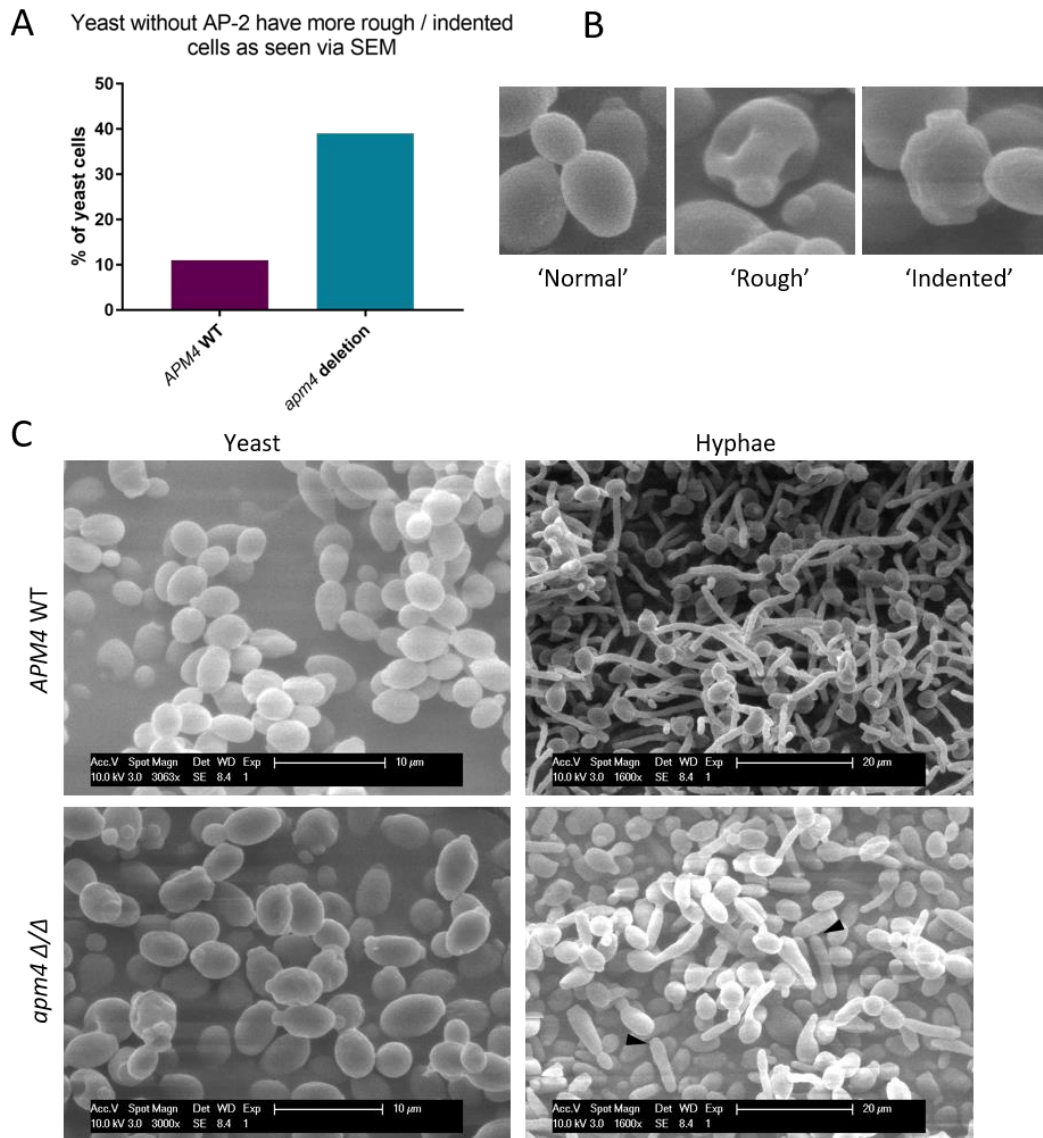 A
Yeast without AP-2 have more rough / indented
cells as seen via SEM
% of yeast cells
50
40
30
20
10
0
APM4 WT
apm4 deletion
B
'Normal'
'Rough'
'Indented'
C
Yeast
Hyphae
APM4 WT
Acc.V Spot Magn Det WD Exp 10 µm
10.0 kV 3.0 3063x SE 8.4 1
Acc.V Spot Magn Det WD Exp 20 µm
10.0 kV 3.0 1600x SE 8.4 1
apm4 Δ/Δ
Acc.V Spot Magn Det WD Exp 10 µm
10.0 kV 3.0 3000x SE 8.4 1
Acc.V Spot Magn Det WD Exp 20 µm
10.0 kV 3.0 1600x SE 8.4 1